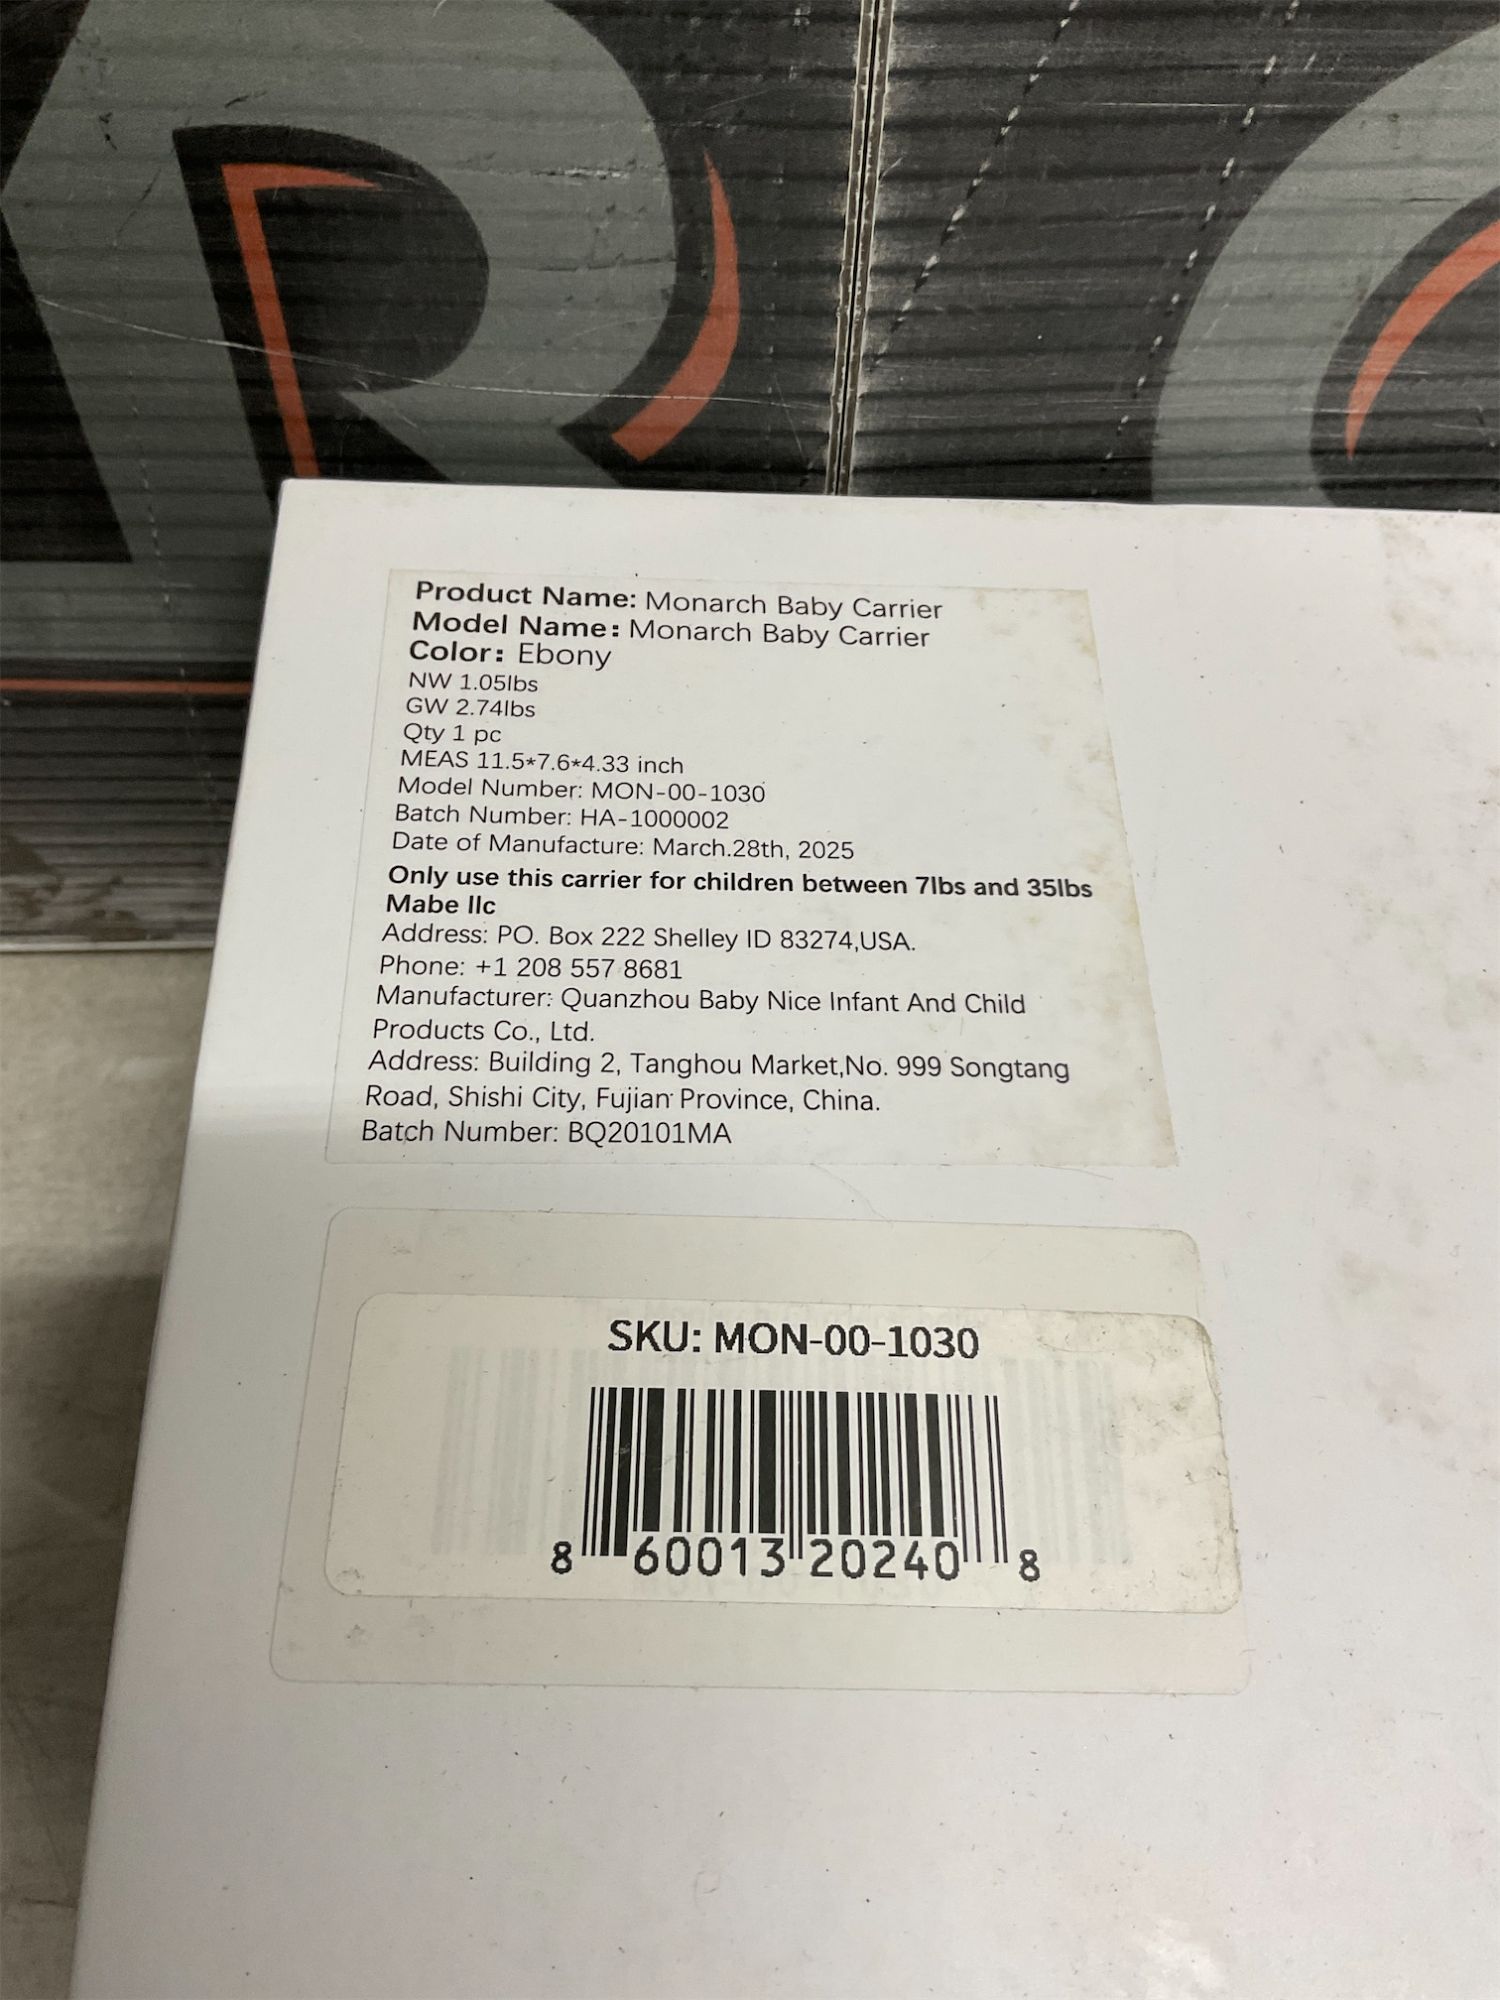 R
Product Name: Monarch Baby Carrier
Model Name: Monarch Baby Carrier
Color: Ebony
NW 1.05lbs
GW 2.74lbs
Qty 1 pc
MEAS 11.5*7.6*4.33 inch
Model Number: MON-00-1030
Batch Number: HA-1000002
Date of Manufacture: March.28th, 2025
Only use this carrier for children between 7lbs and 35lbs
Mabe llc
Address: PO. Box 222 Shelley ID 83274,USA.
Phone: +1 208 557 8681
Manufacturer: Quanzhou Baby Nice Infant And Child
Products Co., Ltd.
Address: Building 2, Tanghou Market,No. 999 Songtang
Road, Shishi City, Fujian Province, China.
Batch Number: BQ20101MA
SKU: MON-00-1030
8 60013 20240 8